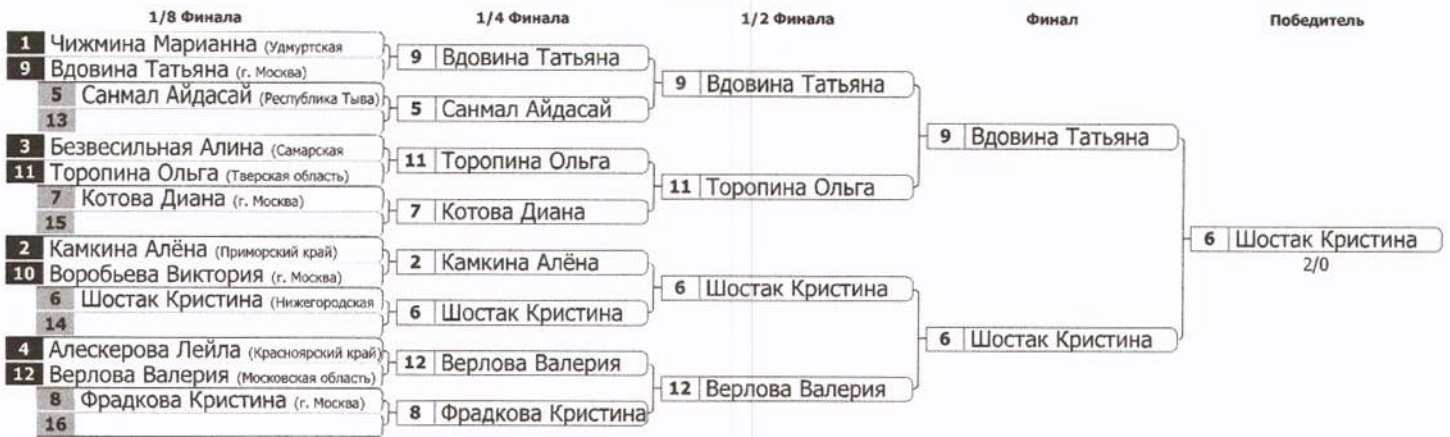 1/8 Финала 1/4 Финала 1/2 Финала Финал Победитель
1 Чижмина Марианна (Удмуртская
9 Вдовина Татьяна (г. Москва)
5 Санмал Айдасай (Республика Тыва)
13
3 Безвесильная Алина (Самарская
11 Торопина Ольга (Тверская область)
7 Котова Диана (г. Москва)
15
2 Камкина Алёна (Приморский край)
10 Воробьева Виктория (г. Москва)
6 Шостак Кристина (Нижегородская
14
4 Алескерова Лейла (Красноярский край)
12 Верлова Валерия (Московская область)
8 Фрадкова Кристина (г. Москва)
16
9 Вдовина Татьяна
5 Санмал Айдасай
11 Торопина Ольга
7 Котова Диана
2 Камкина Алёна
6 Шостак Кристина
12 Верлова Валерия
8 Фрадкова Кристина
9 Вдовина Татьяна
11 Торопина Ольга
6 Шостак Кристина
12 Верлова Валерия
9 Вдовина Татьяна
6 Шостак Кристина
6 Шостак Кристина
2/0